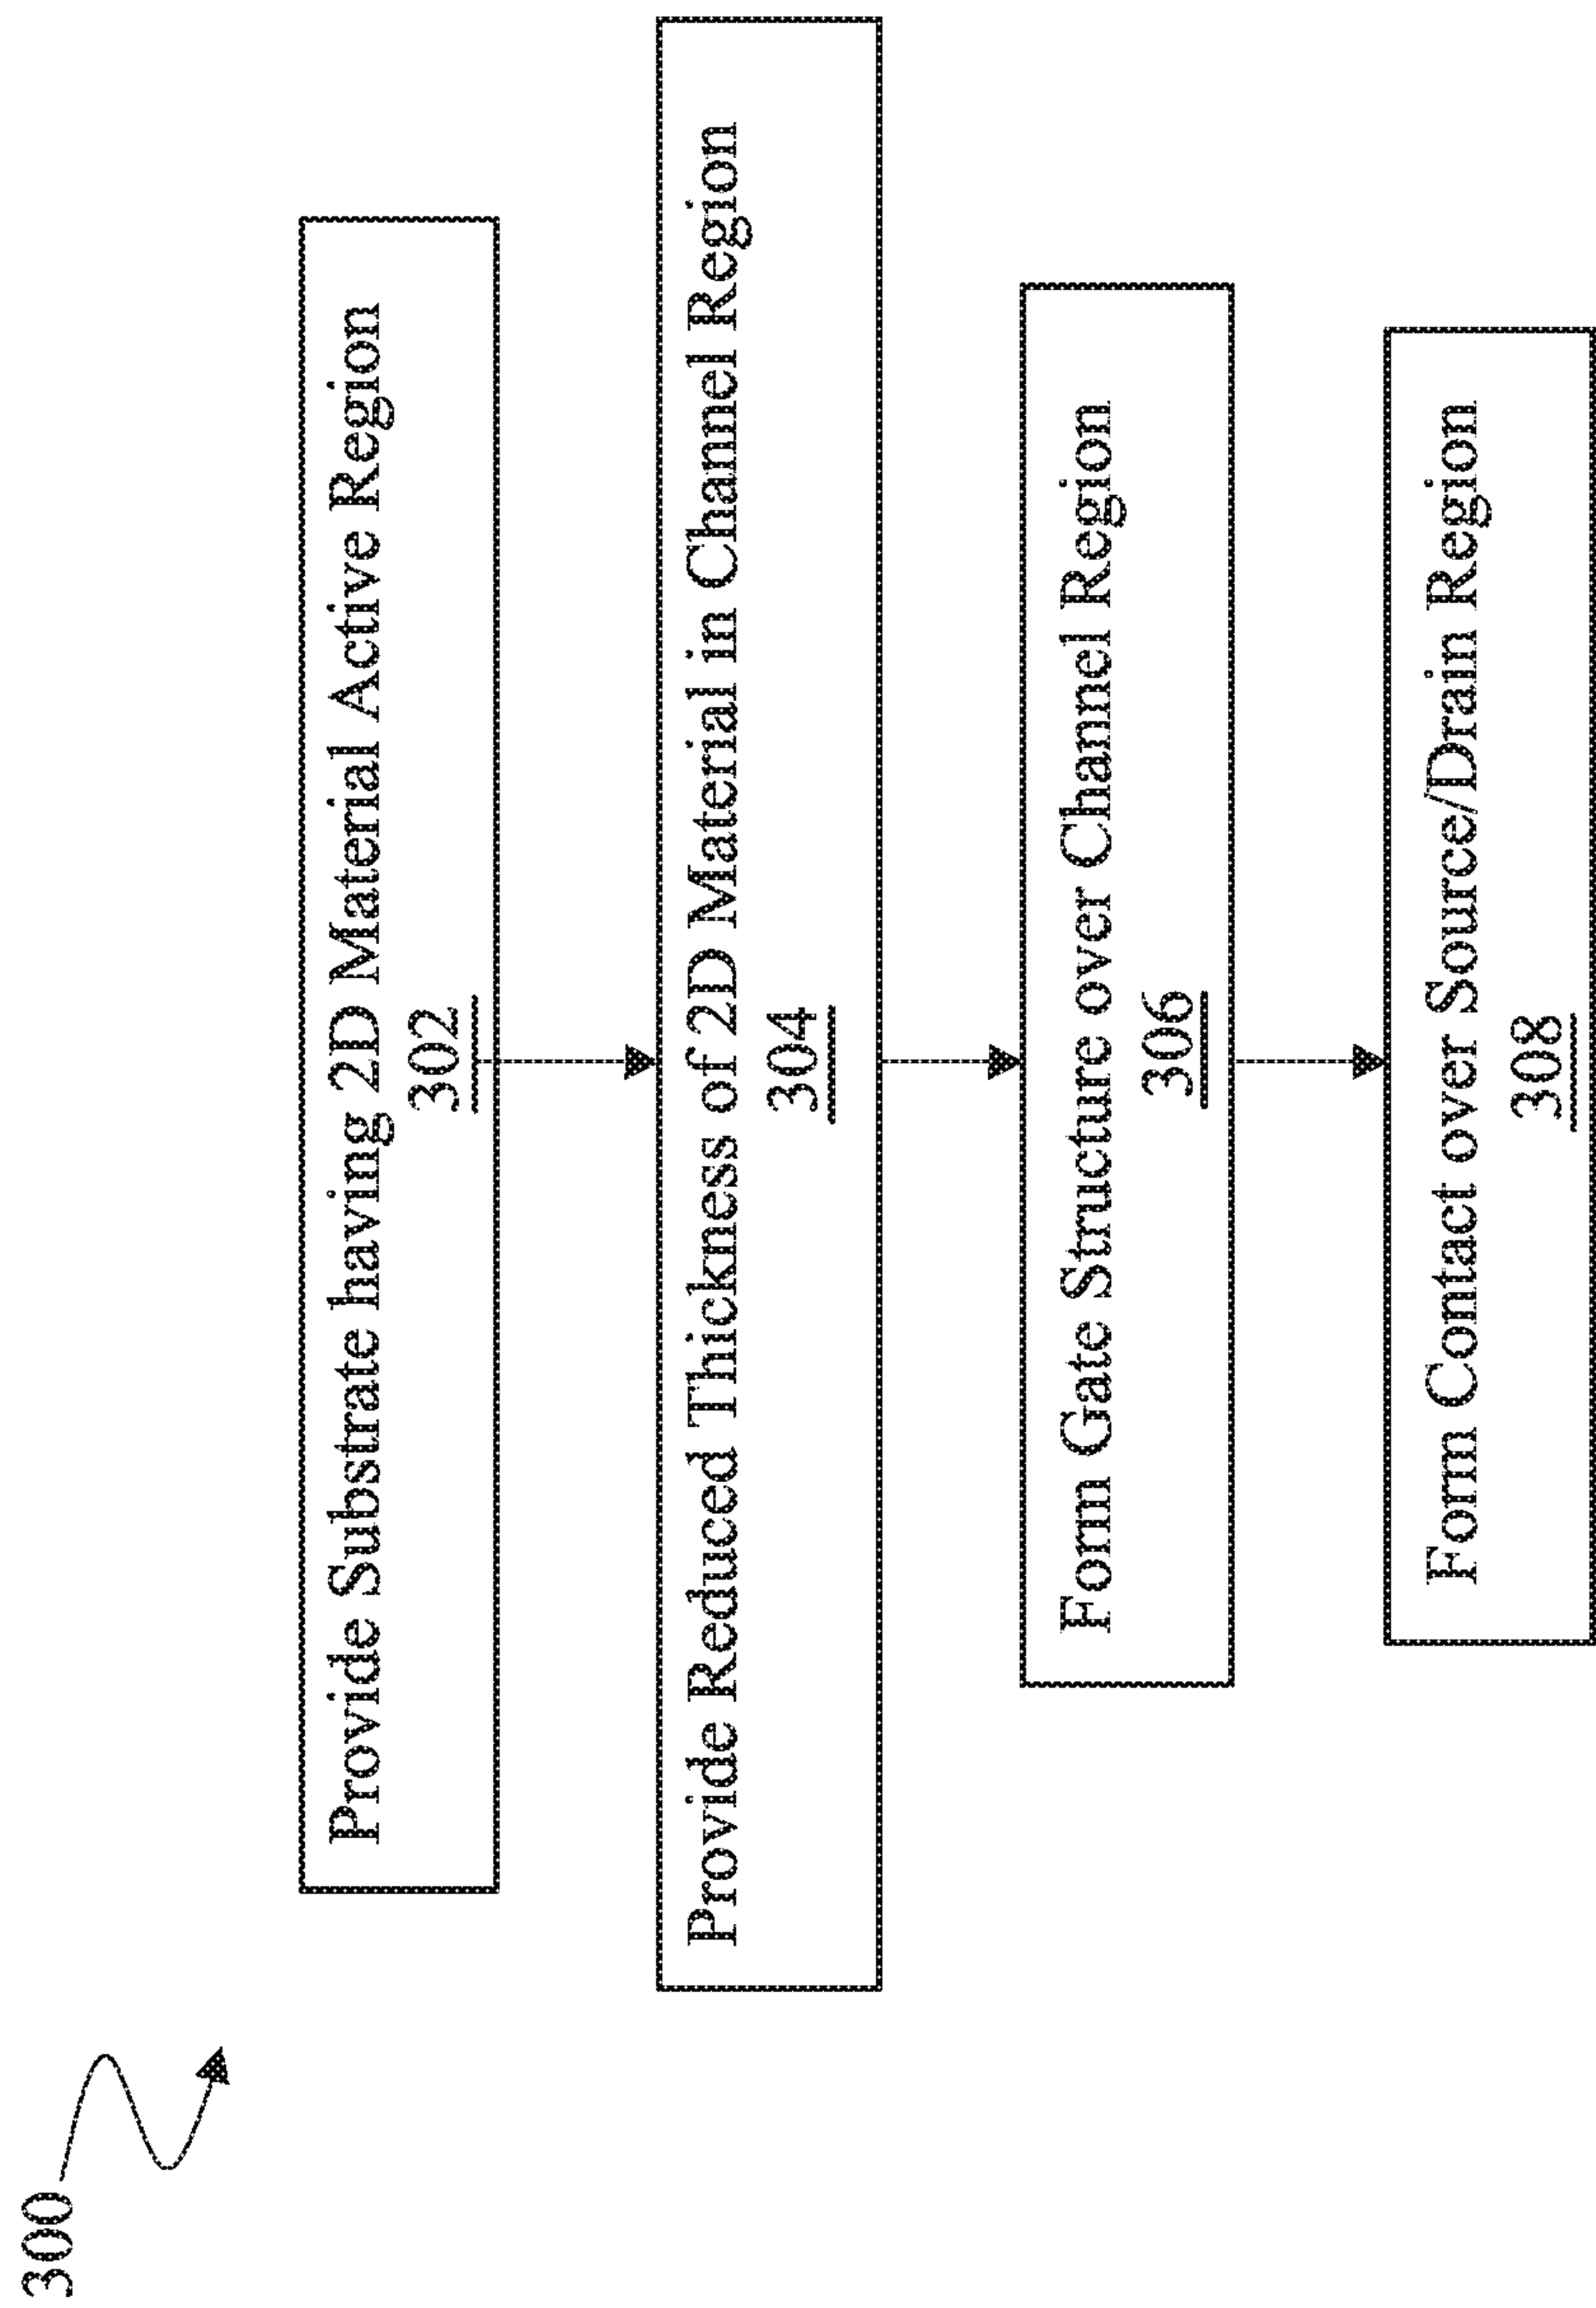 300
Provide Substrate having 2D Material Active Region
302
Provide Reduced Thickness of 2D Material in Channel Region
304
Form Gate Structure over Channel Region
306
Form Contact over Source/Drain Region
308